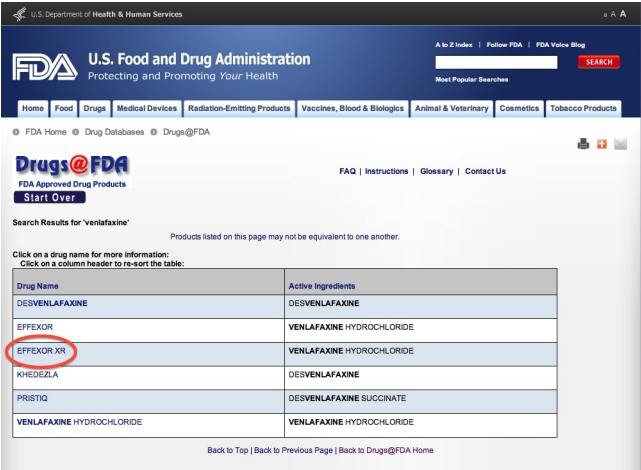 U.S. Department of Health & Human Services
a A A
FDA
U.S. Food and Drug Administration
Protecting and Promoting Your Health
A to Z Index | Follow FDA | FDA Voice Blog
SEARCH
Most Popular Searches
Home Food Drugs Medical Devices Radiation-Emitting Products Vaccines, Blood & Biologics Animal & Veterinary Cosmetics Tobacco Products
FDA Home Drug Databases Drugs@FDA
Drugs@FDA
FDA Approved Drug Products
Start Over
FAQ | Instructions | Glossary | Contact Us
Search Results for 'venlafaxine'
Products listed on this page may not be equivalent to one another.
Click on a drug name for more information:
Click on a column header to re-sort the table:
Drug Name Active Ingredients
DESVENLAFAXINE DESVENLAFAXINE
EFFEXOR VENLAFAXINE HYDROCHLORIDE
EFFEXOR XR VENLAFAXINE HYDROCHLORIDE
KHEDEZLA DESVENLAFAXINE
PRISTIQ DESVENLAFAXINE SUCCINATE
VENLAFAXINE HYDROCHLORIDE VENLAFAXINE HYDROCHLORIDE
Back to Top | Back to Previous Page | Back to Drugs@FDA Home